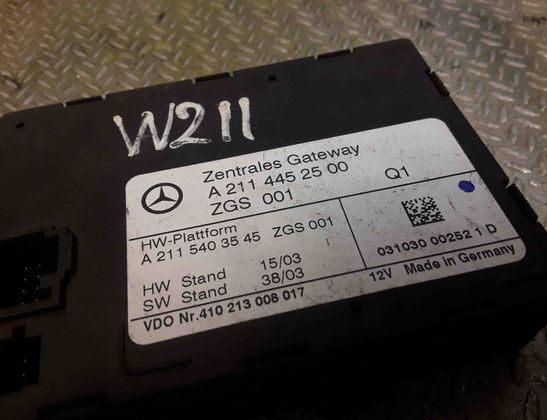 W211
Zentrales Gateway
A 211 445 25 00
ZGS 001
Q1
HW-Plattform
A 211 540 35 45 ZGS 001
HW Stand 15/03
SW Stand 38/03
031030 00252 1 D
VDO Nr.410 213 008 017
12V Made in Germany